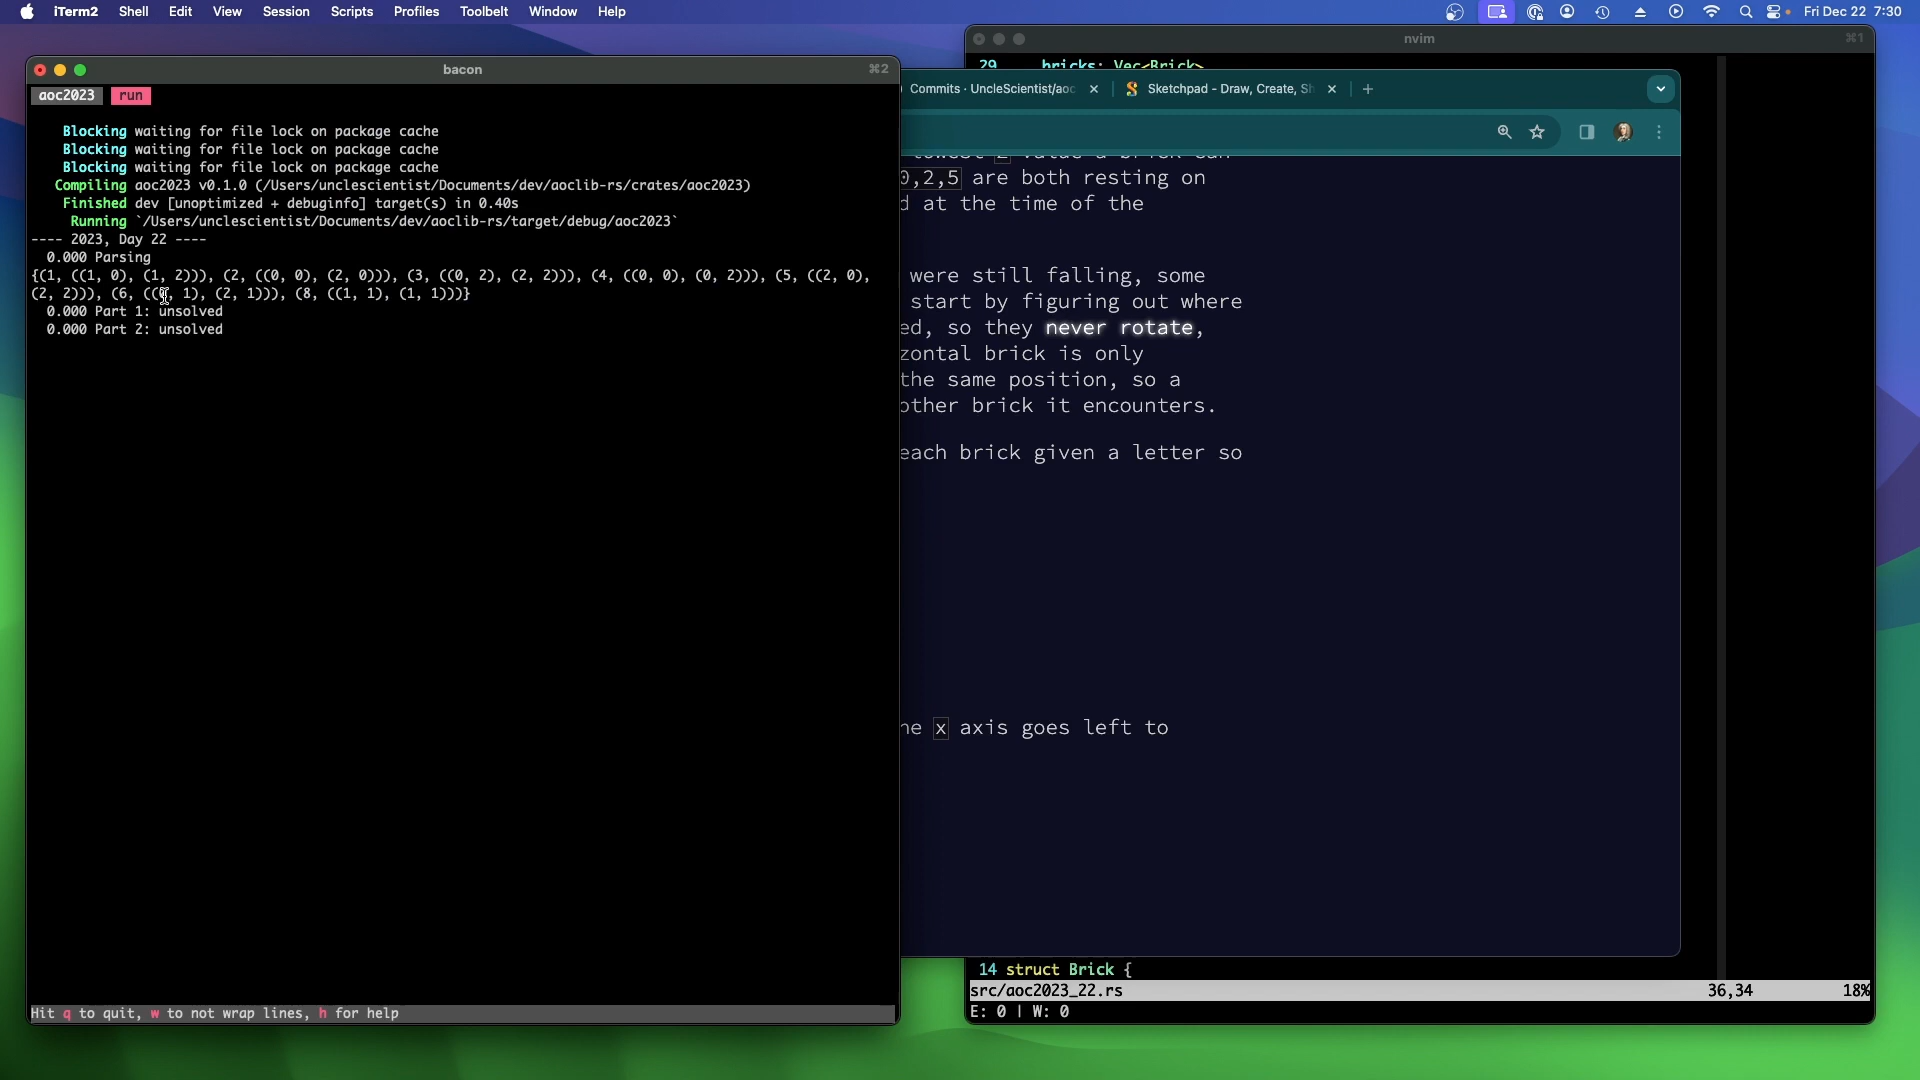 iTerm2 Shell Edit View Session Scripts Profiles Toolbelt Window Help
Fri Dec 22 7:30
nvim ⌘1
29 bricks: Vec<Brick>
bacon ⌘2
Commits · UncleScientist/aoc
Sketchpad - Draw, Create, Sh
aoc2023 run
Blocking waiting for file lock on package cache
Blocking waiting for file lock on package cache
Blocking waiting for file lock on package cache
Compiling aoc2023 v0.1.0 (/Users/unclescientist/Documents/dev/aoclib-rs/crates/aoc2023)
Finished dev [unoptimized + debuginfo] target(s) in 0.40s
Running `/Users/unclescientist/Documents/dev/aoclib-rs/target/debug/aoc2023`
---- 2023, Day 22 ----
0.000 Parsing
{(1, ((1, 0), (1, 2))), (2, ((0, 0), (2, 0))), (3, ((0, 2), (2, 2))), (4, ((0, 0), (0, 2))), (5, ((2, 0),
(2, 2))), (6, ((0, 1), (2, 1))), (8, ((1, 1), (1, 1)))}
0.000 Part 1: unsolved
0.000 Part 2: unsolved
Hit q to quit, w to not wrap lines, h for help
lowest z value a brick can
0,2,5 are both resting on
d at the time of the
were still falling, some
start by figuring out where
ed, so they never rotate,
zontal brick is only
the same position, so a
other brick it encounters.
each brick given a letter so
he x axis goes left to
14 struct Brick {
src/aoc2023_22.rs 36,34 18%
E: 0 | W: 0